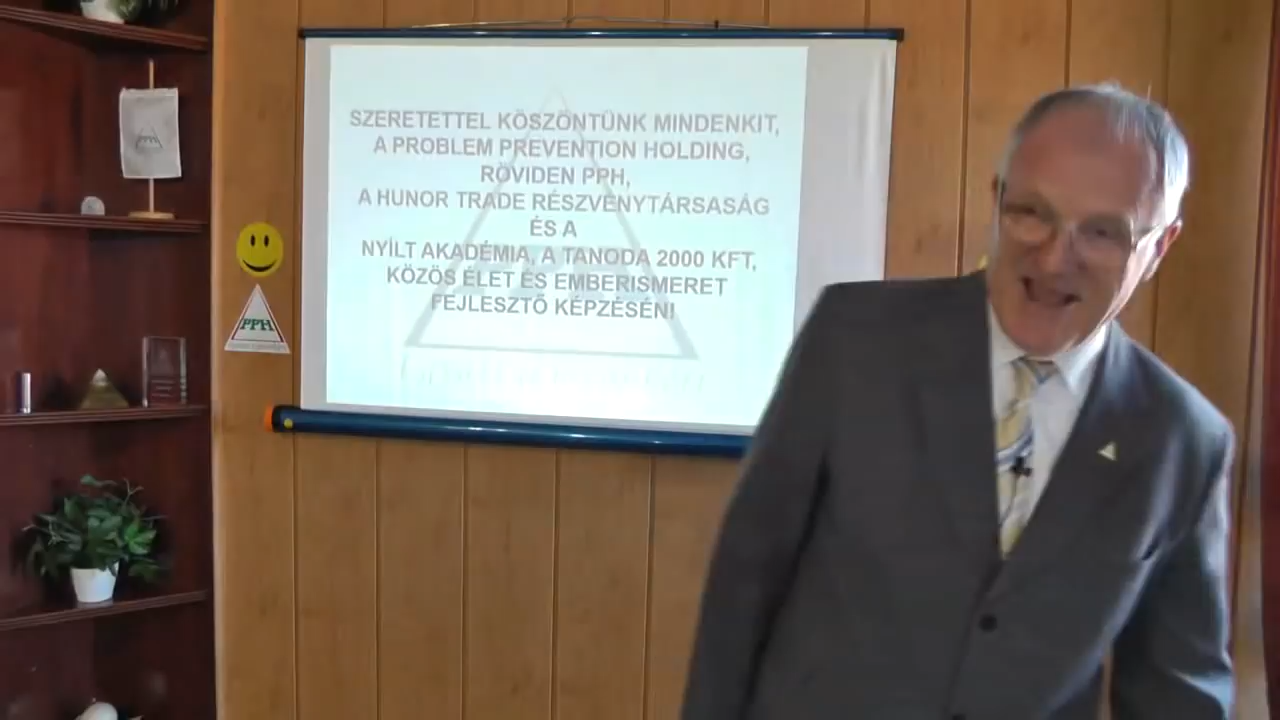 SZERETETTEL KÖSZÖNTÜNK MINDENKIT,
A PROBLEM PREVENTION HOLDING,
RÖVIDEN PPH,
A HUNOR TRADE RÉSZVÉNYTÁRSASÁG
ÉS A
NYÍLT AKADÉMIA, A TANODA 2000 KFT,
KÖZÖS ÉLET ÉS EMBERISMERET
FEJLESZTŐ KÉPZÉSÉN!
PPH